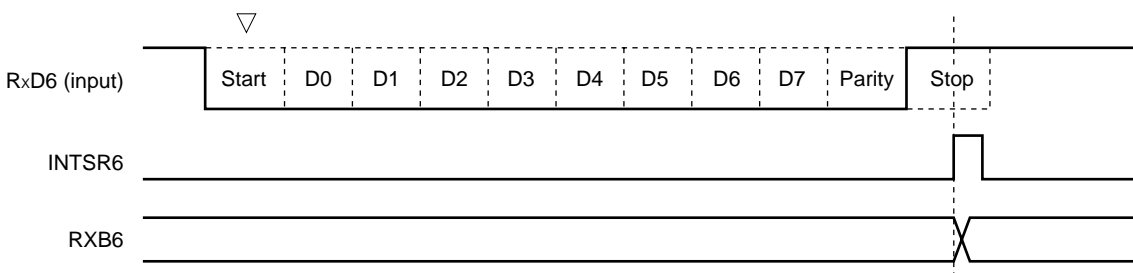 RxD6 (input) Start D0 D1 D2 D3 D4 D5 D6 D7 Parity Stop
INTSR6
RXB6